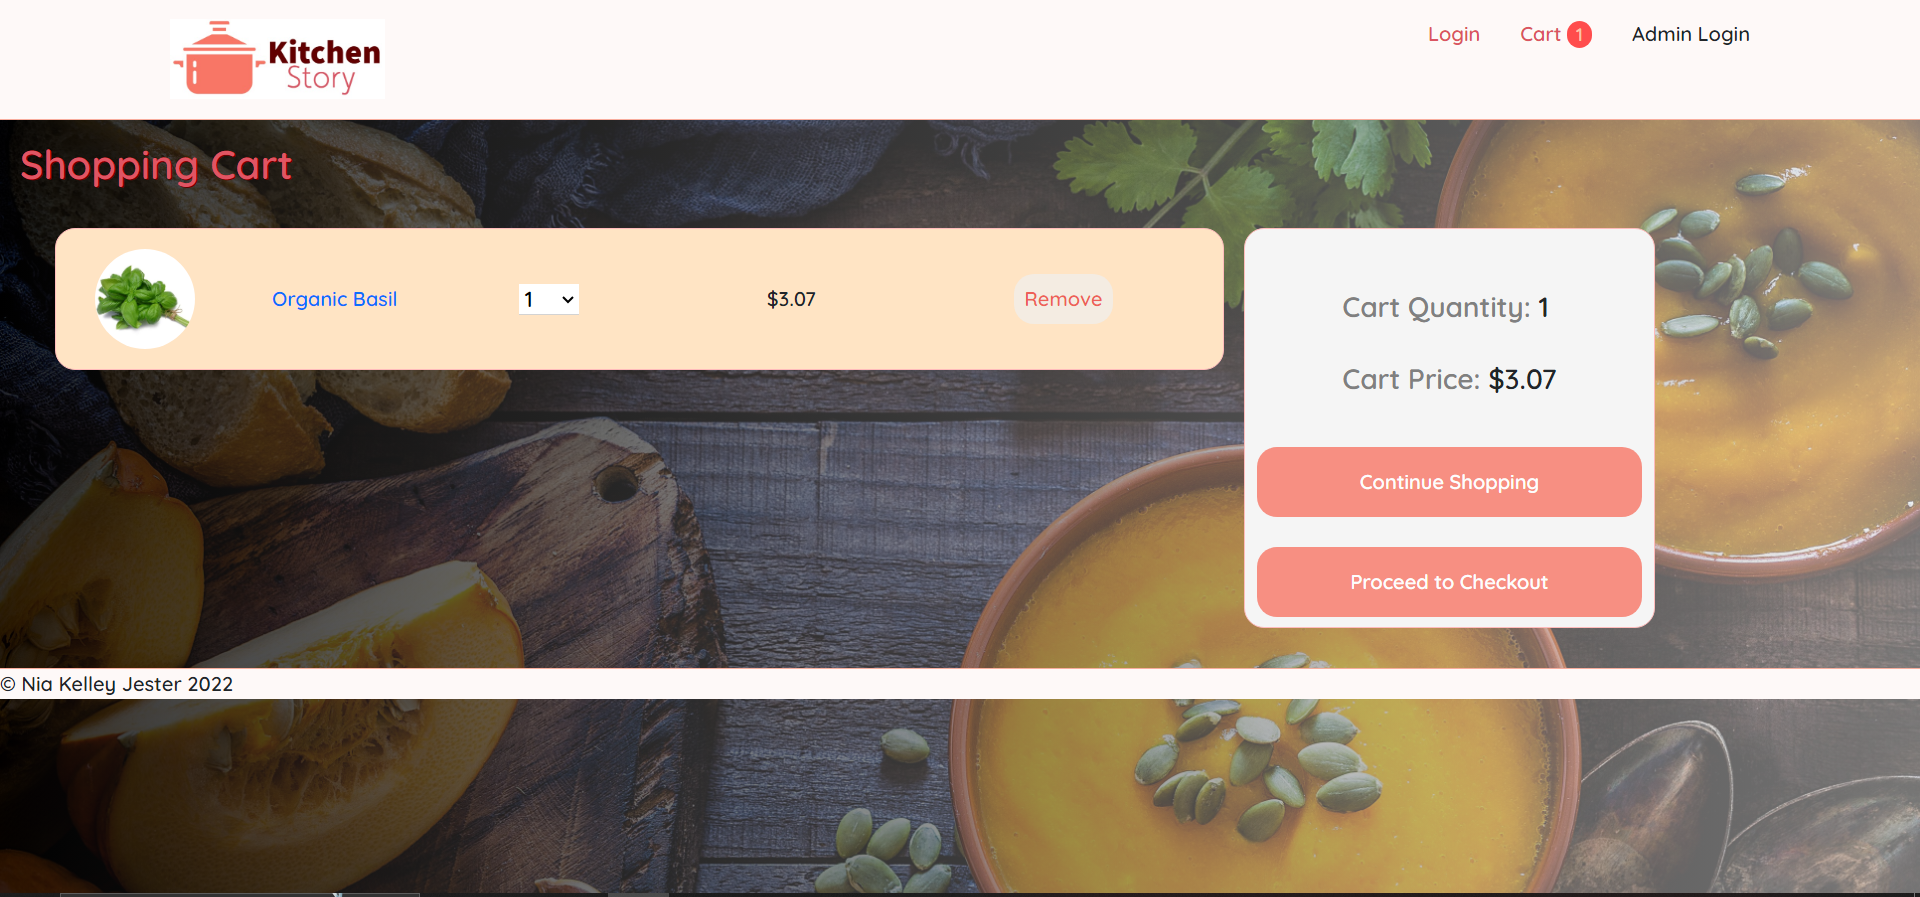 Kitchen
Story
Login
Cart 1
Admin Login
Shopping Cart
Organic Basil
1
$3.07
Remove
Cart Quantity: 1
Cart Price: $3.07
Continue Shopping
Proceed to Checkout
© Nia Kelley Jester 2022